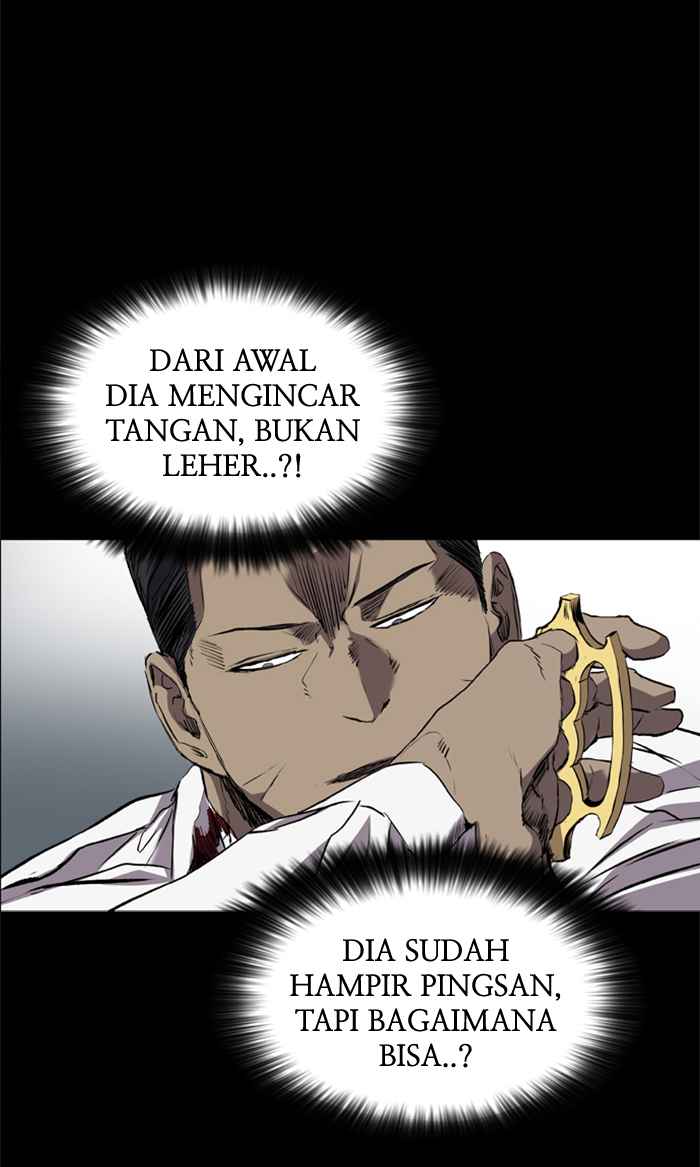 DARI AWAL
DIA MENGINCAR
TANGAN, BUKAN
LEHER..?!
DIA SUDAH
HAMPIR PINGSAN,
TAPI BAGAIMANA
BISA..?